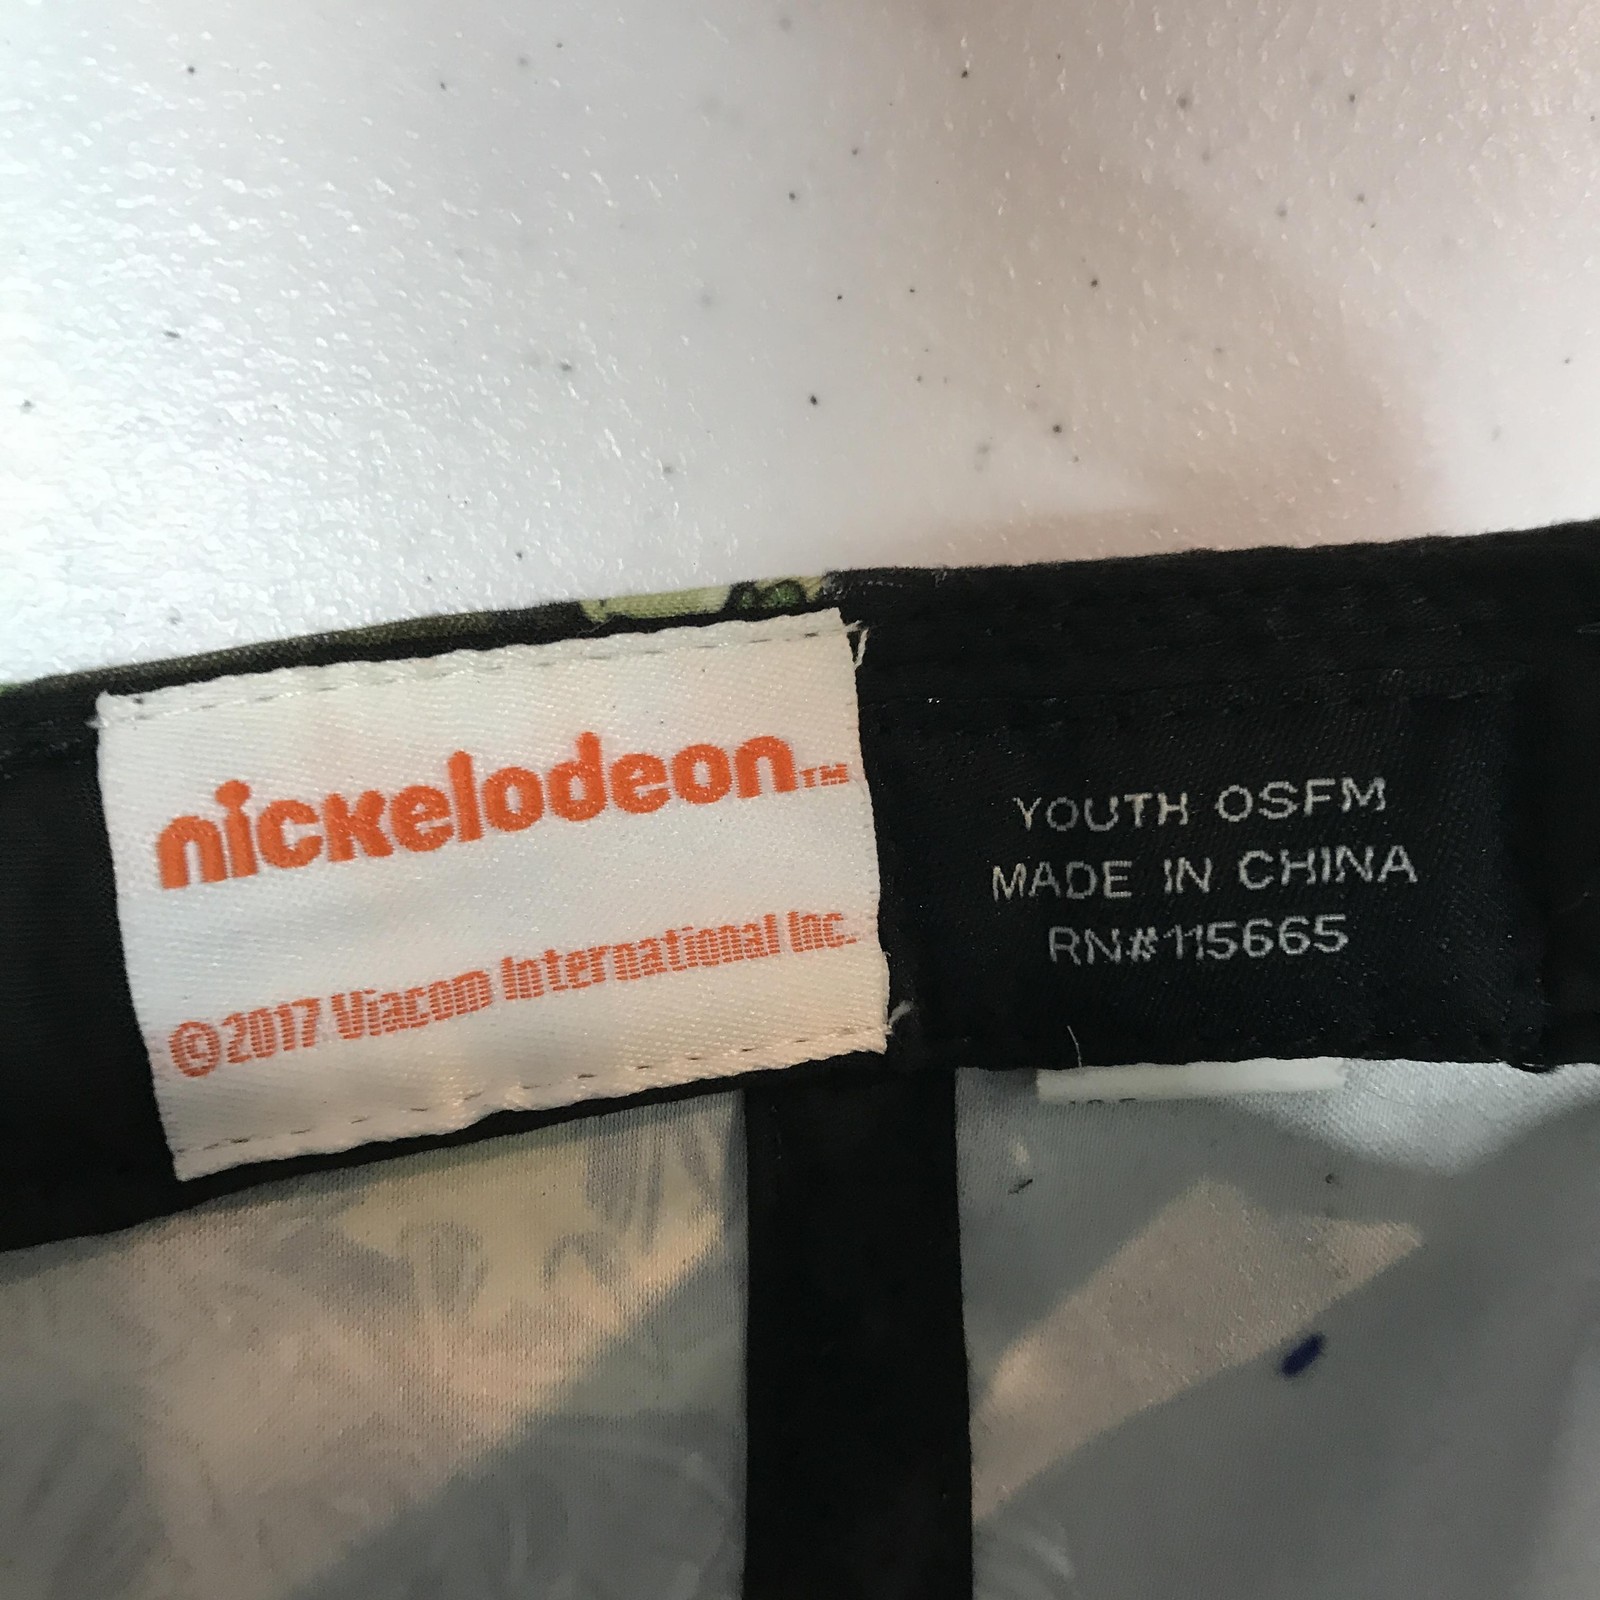 nickelodeon™
©2017 Viacom International Inc.
YOUTH OSFM
MADE IN CHINA
RN#115665